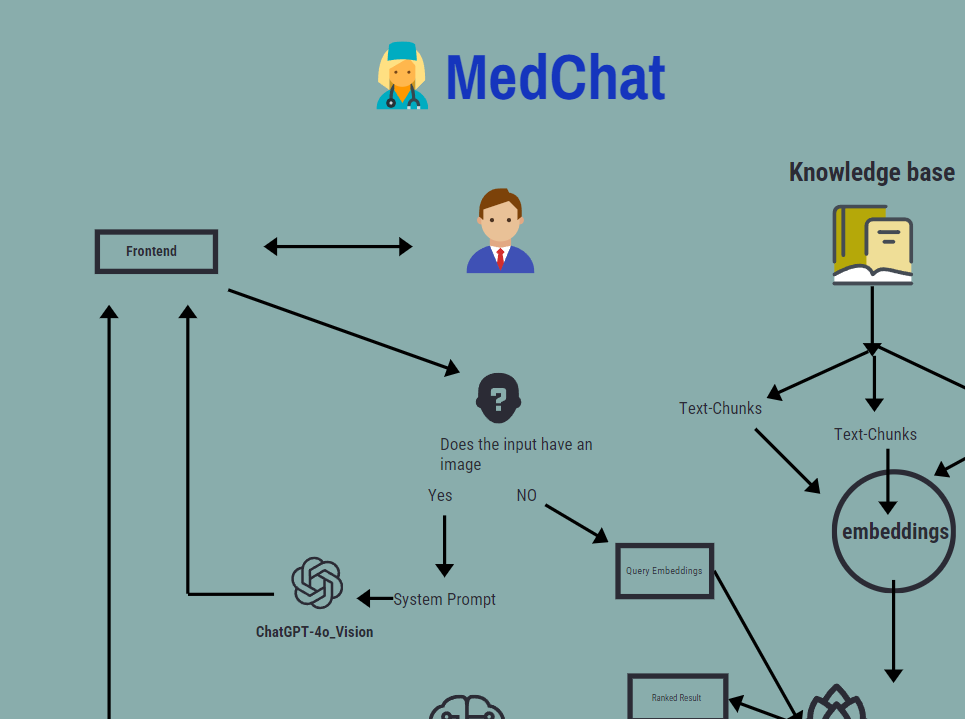 MedChat
Knowledge base
Frontend
Text-Chunks
Text-Chunks
Does the input have an
image
Yes
NO
embeddings
Query Embeddings
System Prompt
ChatGPT-4o_Vision
Ranked Result